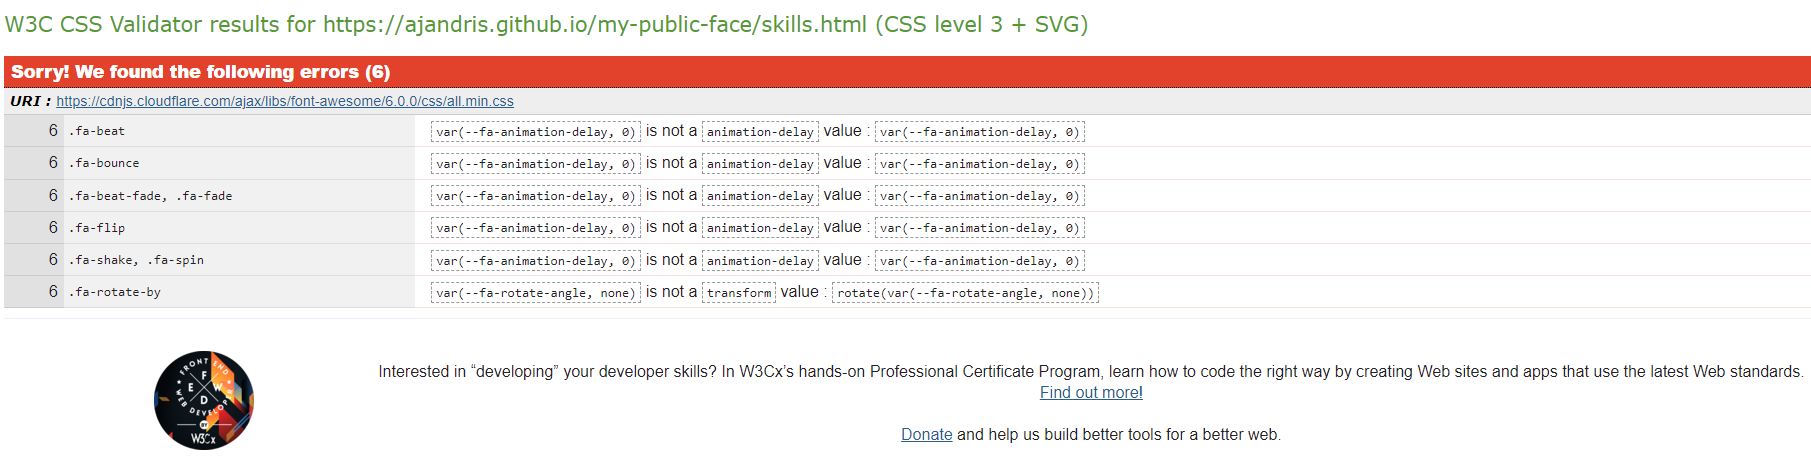 W3C CSS Validator results for https://ajandris.github.io/my-public-face/skills.html (CSS level 3 + SVG)
Sorry! We found the following errors (6)
URI : https://cdnjs.cloudflare.com/ajax/libs/font-awesome/6.0.0/css/all.min.css
6 .fa-beat var(--fa-animation-delay, 0) is not a animation-delay value : var(--fa-animation-delay, 0)
6 .fa-bounce var(--fa-animation-delay, 0) is not a animation-delay value : var(--fa-animation-delay, 0)
6 .fa-beat-fade, .fa-fade var(--fa-animation-delay, 0) is not a animation-delay value : var(--fa-animation-delay, 0)
6 .fa-flip var(--fa-animation-delay, 0) is not a animation-delay value : var(--fa-animation-delay, 0)
6 .fa-shake, .fa-spin var(--fa-animation-delay, 0) is not a animation-delay value : var(--fa-animation-delay, 0)
6 .fa-rotate-by var(--fa-rotate-angle, none) is not a transform value : rotate(var(--fa-rotate-angle, none))
FRONT END
F
E W
D
WEB DEVELOPER
BY
W3Cx
Interested in “developing” your developer skills? In W3Cx’s hands-on Professional Certificate Program, learn how to code the right way by creating Web sites and apps that use the latest Web standards.
Find out more!
Donate and help us build better tools for a better web.